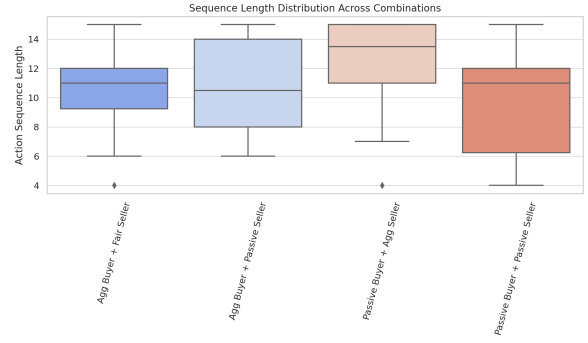 Sequence Length Distribution Across Combinations
Action Sequence Length
14
12
10
8
6
4
Agg Buyer + Fair Seller
Agg Buyer + Passive Seller
Passive Buyer + Agg Seller
Passive Buyer + Passive Seller